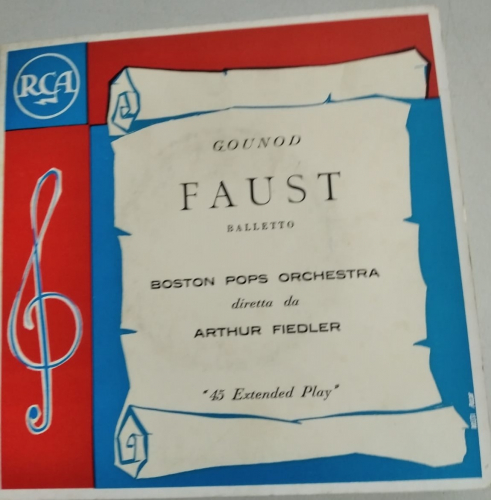 RCA
GOUNOD
FAUST
BALLETTO
BOSTON POPS ORCHESTRA
diretta da
ARTHUR FIEDLER
"45 Extended Play"